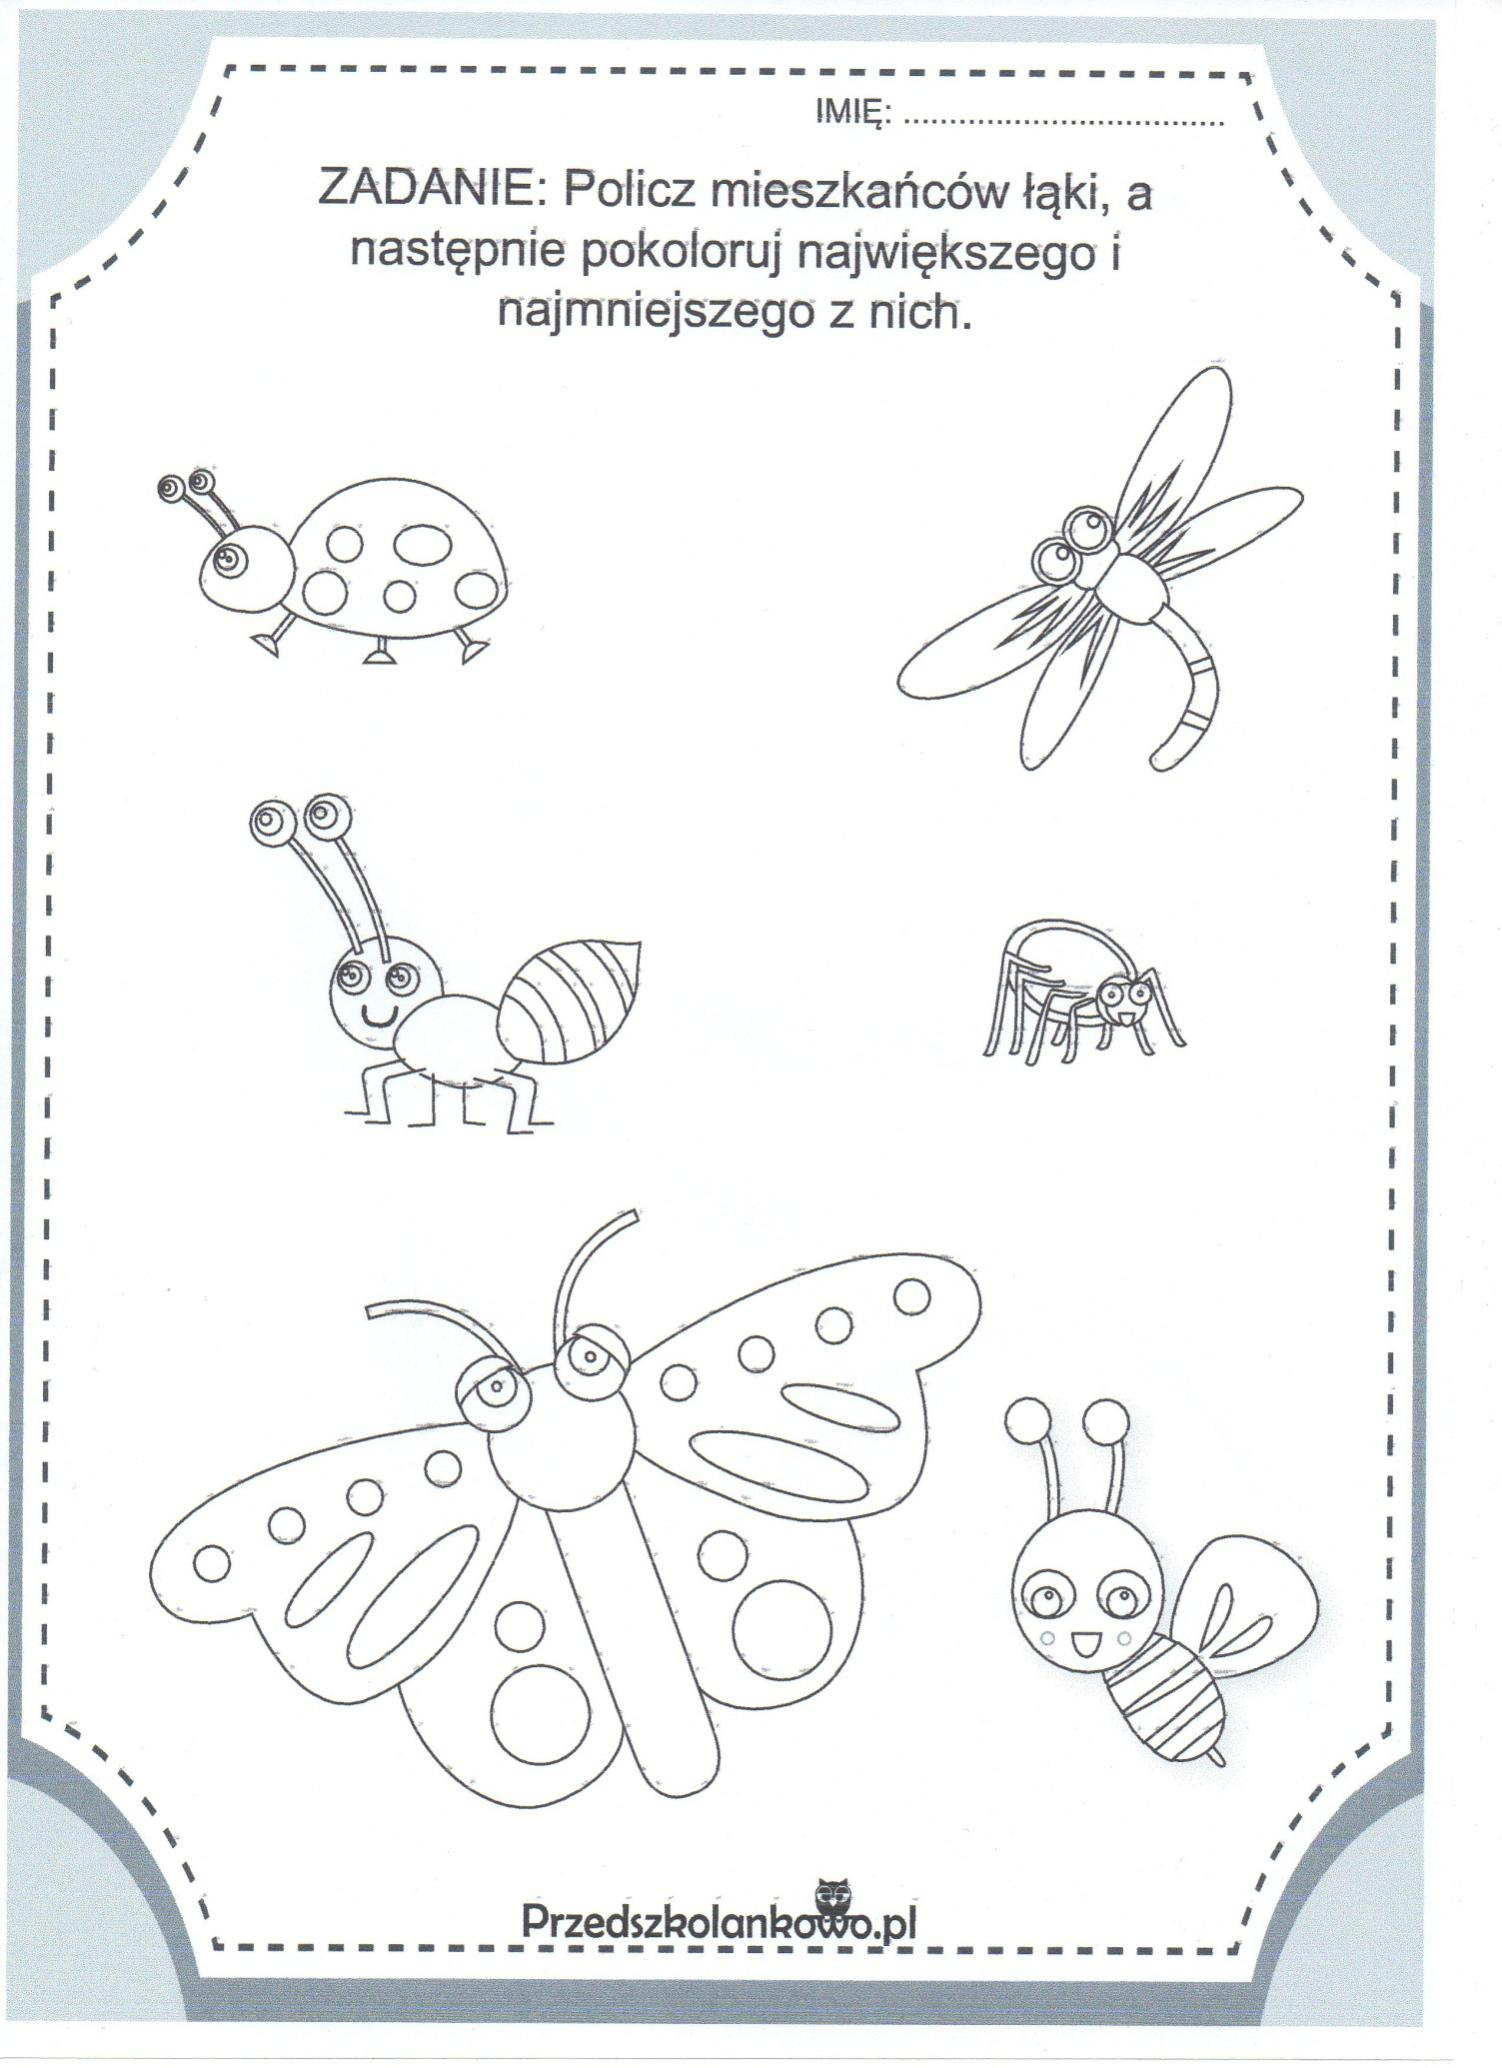 IMIĘ: ...................................
ZADANIE: Policz mieszkańców łąki, a
następnie pokoloruj największego i
najmniejszego z nich.
Przedszkolankowo.pl